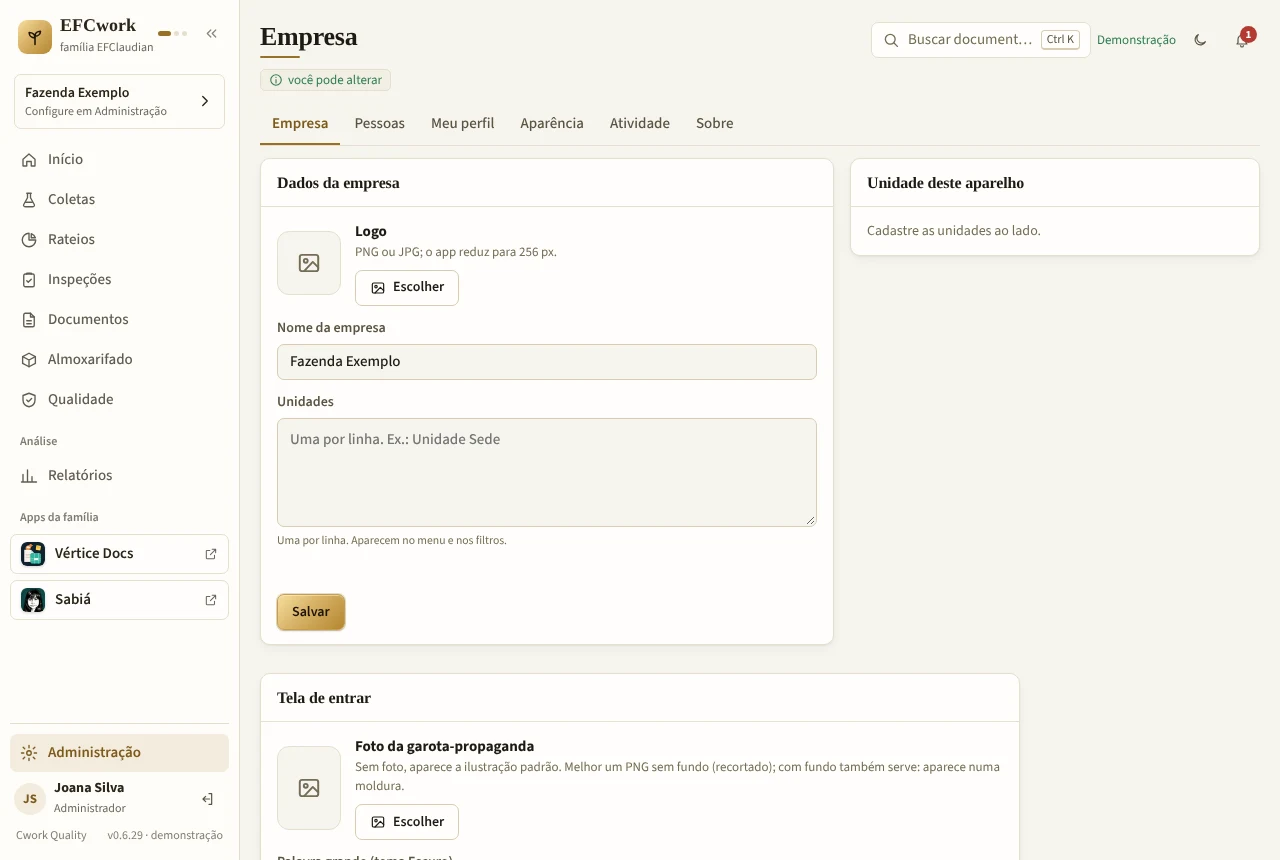 EFCwork
família EFClaudian
Fazenda Exemplo
Configure em Administração
Início
Coletas
Rateios
Inspeções
Documentos
Almoxarifado
Qualidade
Análise
Relatórios
Apps da família
Vértice Docs
Sabiá
Administração
JS
Joana Silva
Administrador
Cwork Quality
v0.6.29 · demonstração
Empresa
você pode alterar
Buscar document…
Ctrl K
Demonstração
1
Empresa
Pessoas
Meu perfil
Aparência
Atividade
Sobre
Dados da empresa
Logo
PNG ou JPG; o app reduz para 256 px.
Escolher
Nome da empresa
Fazenda Exemplo
Unidades
Uma por linha. Ex.: Unidade Sede
Uma por linha. Aparecem no menu e nos filtros.
Salvar
Unidade deste aparelho
Cadastre as unidades ao lado.
Tela de entrar
Foto da garota-propaganda
Sem foto, aparece a ilustração padrão. Melhor um PNG sem fundo (recortado); com fundo também serve: aparece numa
moldura.
Escolher